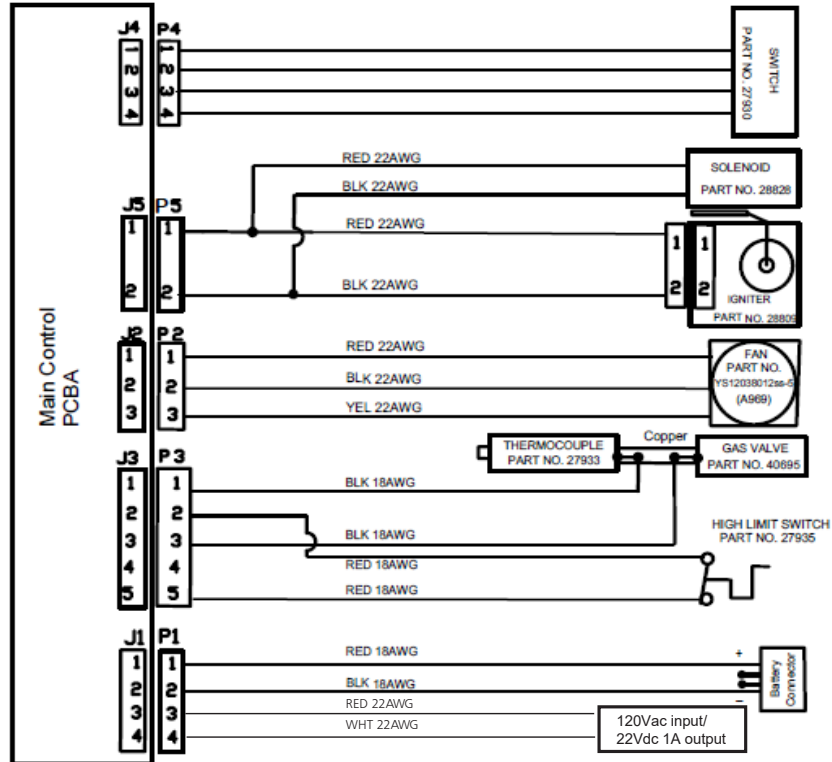 J4 P4
1 1
2 2
3 3
4 4
SWITCH
PART NO. 27930
RED 22AWG
SOLENOID
PART NO. 28828
BLK 22AWG
J5 P5
1 1
RED 22AWG
1 1
2 2
BLK 22AWG
2 2
IGNITER
PART NO. 28809
Main Control
PCBA
J2 P2
1 1
RED 22AWG
2 2
BLK 22AWG
3 3
YEL 22AWG
FAN
PART NO.
YS12038012ss-5
(A969)
THERMOCOUPLE
PART NO. 27933
Copper
GAS VALVE
PART NO. 40695
J3 P3
1 1
BLK 18AWG
2 2
3 3
BLK 18AWG
HIGH LIMIT SWITCH
PART NO. 27935
4 4
RED 18AWG
5 5
RED 18AWG
J1 P1
1 1
RED 18AWG
+
2 2
BLK 18AWG
−
Battery
Connector
3 3
RED 22AWG
4 4
WHT 22AWG
120Vac input/
22Vdc 1A output